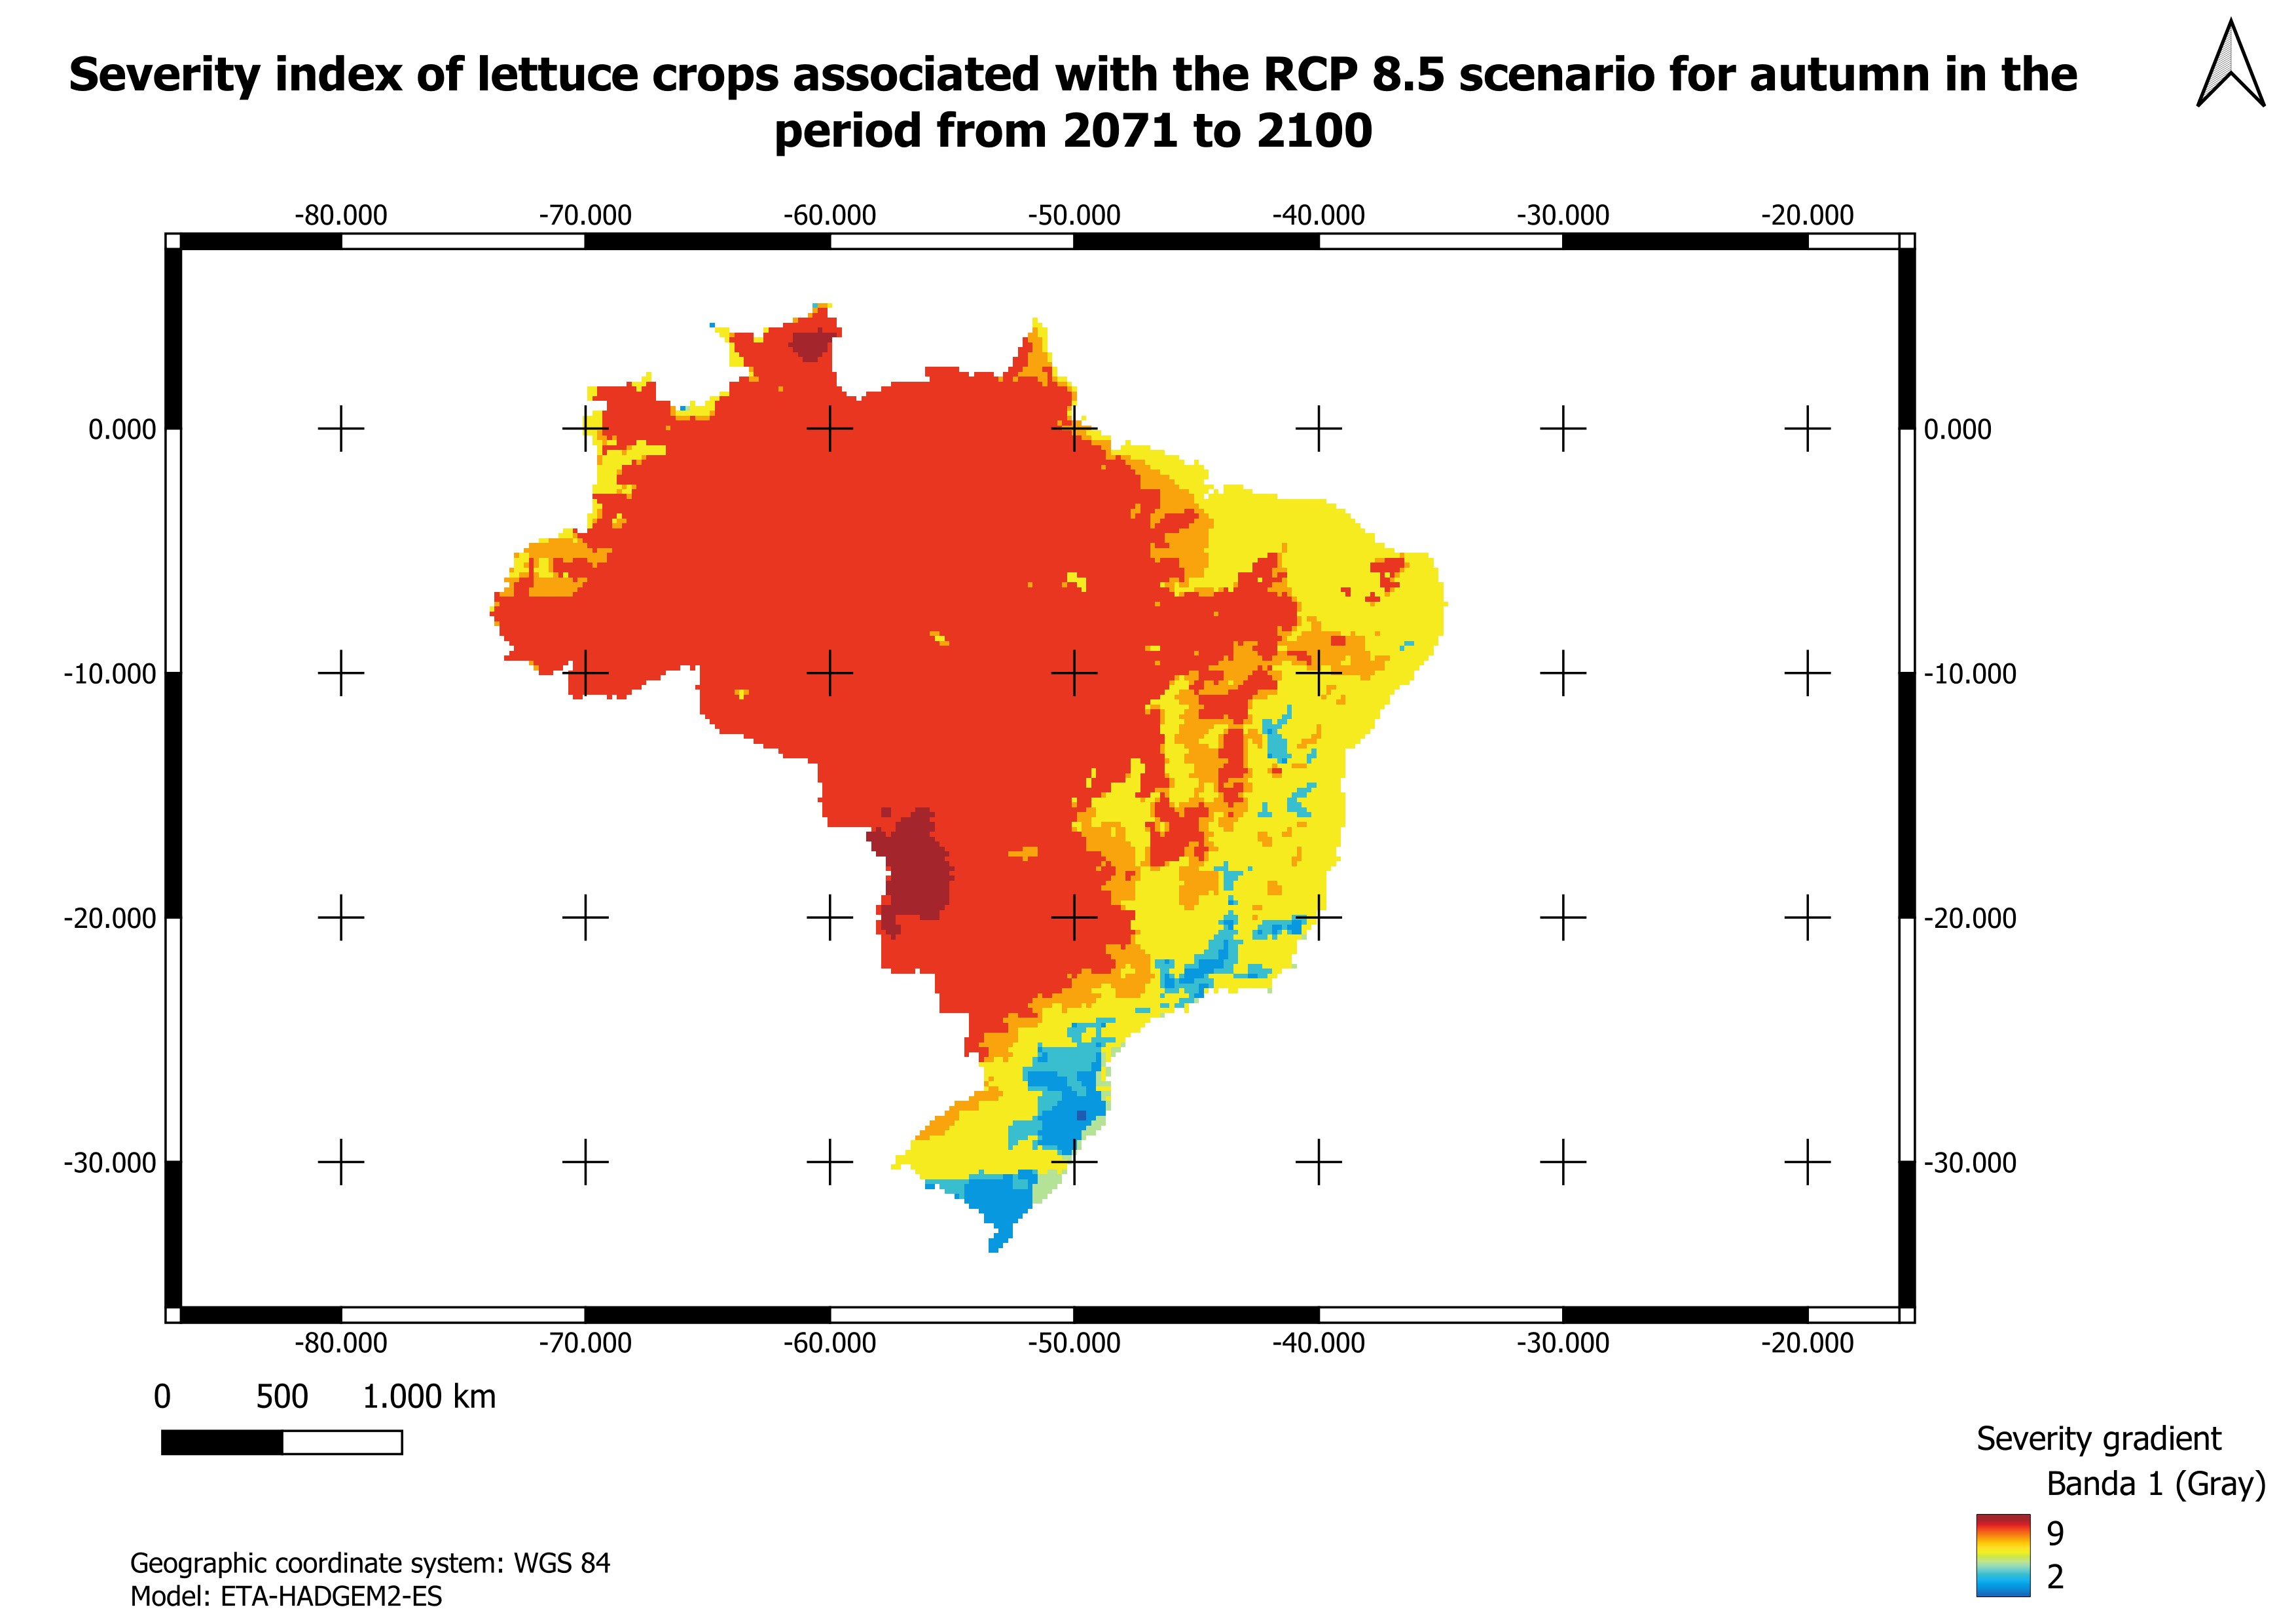 Severity index of lettuce crops associated with the RCP 8.5 scenario for autumn in the
period from 2071 to 2100
-80.000 -70.000 -60.000 -50.000 -40.000 -30.000 -20.000
0.000 0.000
-10.000 -10.000
-20.000 -20.000
-30.000 -30.000
-80.000 -70.000 -60.000 -50.000 -40.000 -30.000 -20.000
0 500 1.000 km
Severity gradient
Banda 1 (Gray)
9
2
Geographic coordinate system: WGS 84
Model: ETA-HADGEM2-ES